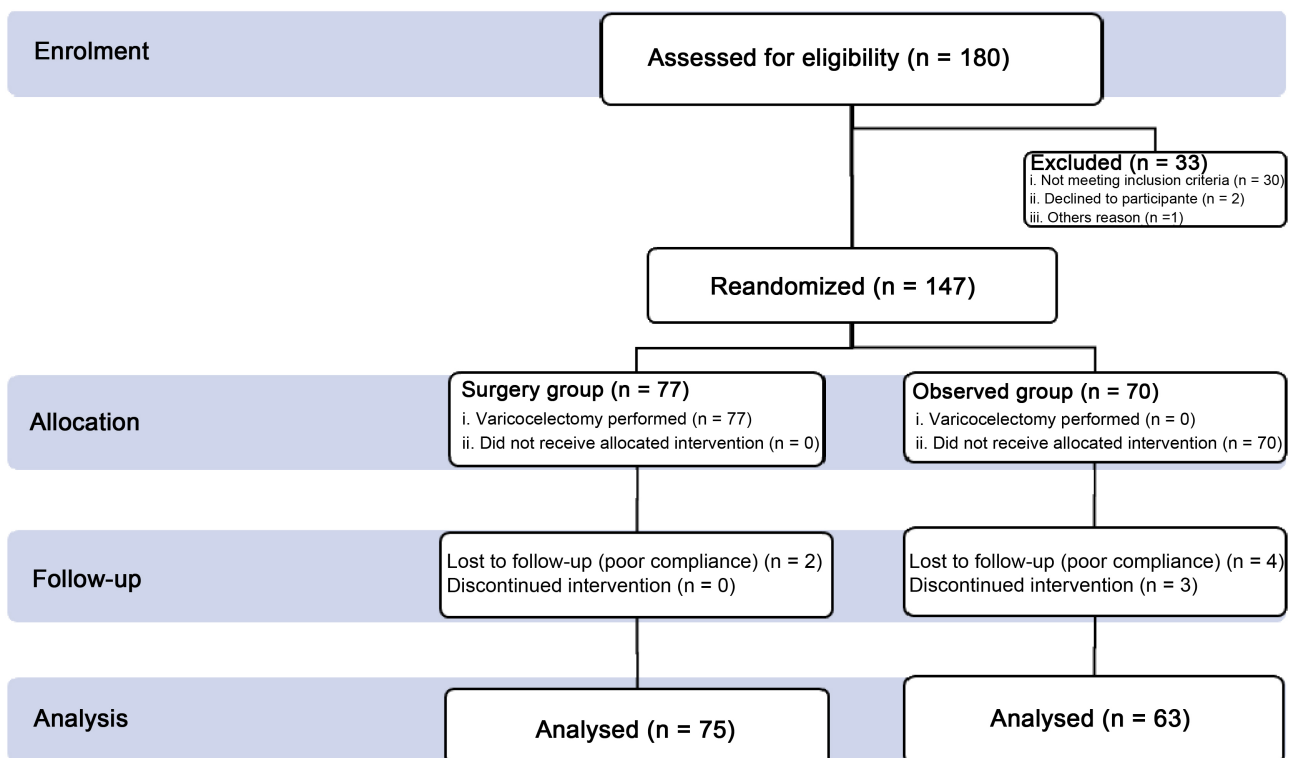 Enrolment
Assessed for eligibility (n = 180)
Excluded (n = 33)
i. Not meeting inclusion criteria (n = 30)
ii. Declined to participante (n = 2)
iii. Others reason (n =1)
Reandomized (n = 147)
Allocation
Surgery group (n = 77)
i. Varicocelectomy performed (n = 77)
ii. Did not receive allocated intervention (n = 0)
Observed group (n = 70)
i. Varicocelectomy performed (n = 0)
ii. Did not receive allocated intervention (n = 70)
Follow-up
Lost to follow-up (poor compliance) (n = 2)
Discontinued intervention (n = 0)
Lost to follow-up (poor compliance) (n = 4)
Discontinued intervention (n = 3)
Analysis
Analysed (n = 75)
Analysed (n = 63)